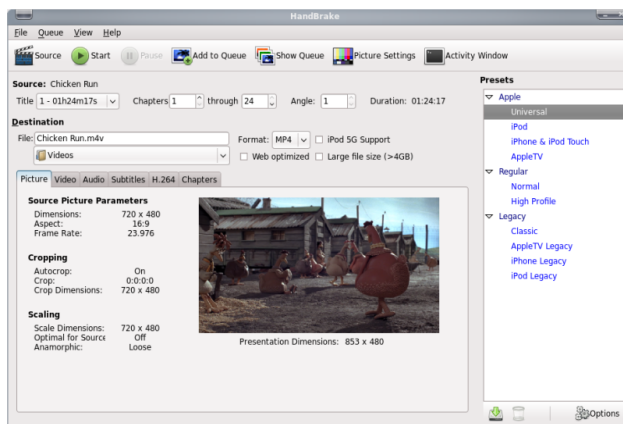 HandBrake
File Queue View Help
Source Start Pause Add to Queue Show Queue Picture Settings Activity Window
Source: Chicken Run
Title 1 - 01h24m17s Chapters 1 through 24 Angle: 1 Duration: 01:24:17
Destination
File: Chicken Run.m4v Format: MP4 iPod 5G Support
Videos Web optimized Large file size (>4GB)
Picture Video Audio Subtitles H.264 Chapters
Source Picture Parameters
Dimensions: 720 x 480
Aspect: 16:9
Frame Rate: 23.976
Cropping
Autocrop: On
Crop: 0:0:0:0
Crop Dimensions: 720 x 480
Scaling
Scale Dimensions: 720 x 480
Optimal for Source Off
Anamorphic: Loose
Presentation Dimensions: 853 x 480
Presets
Apple
Universal
iPod
iPhone & iPod Touch
AppleTV
Regular
Normal
High Profile
Legacy
Classic
AppleTV Legacy
iPhone Legacy
iPod Legacy
Options